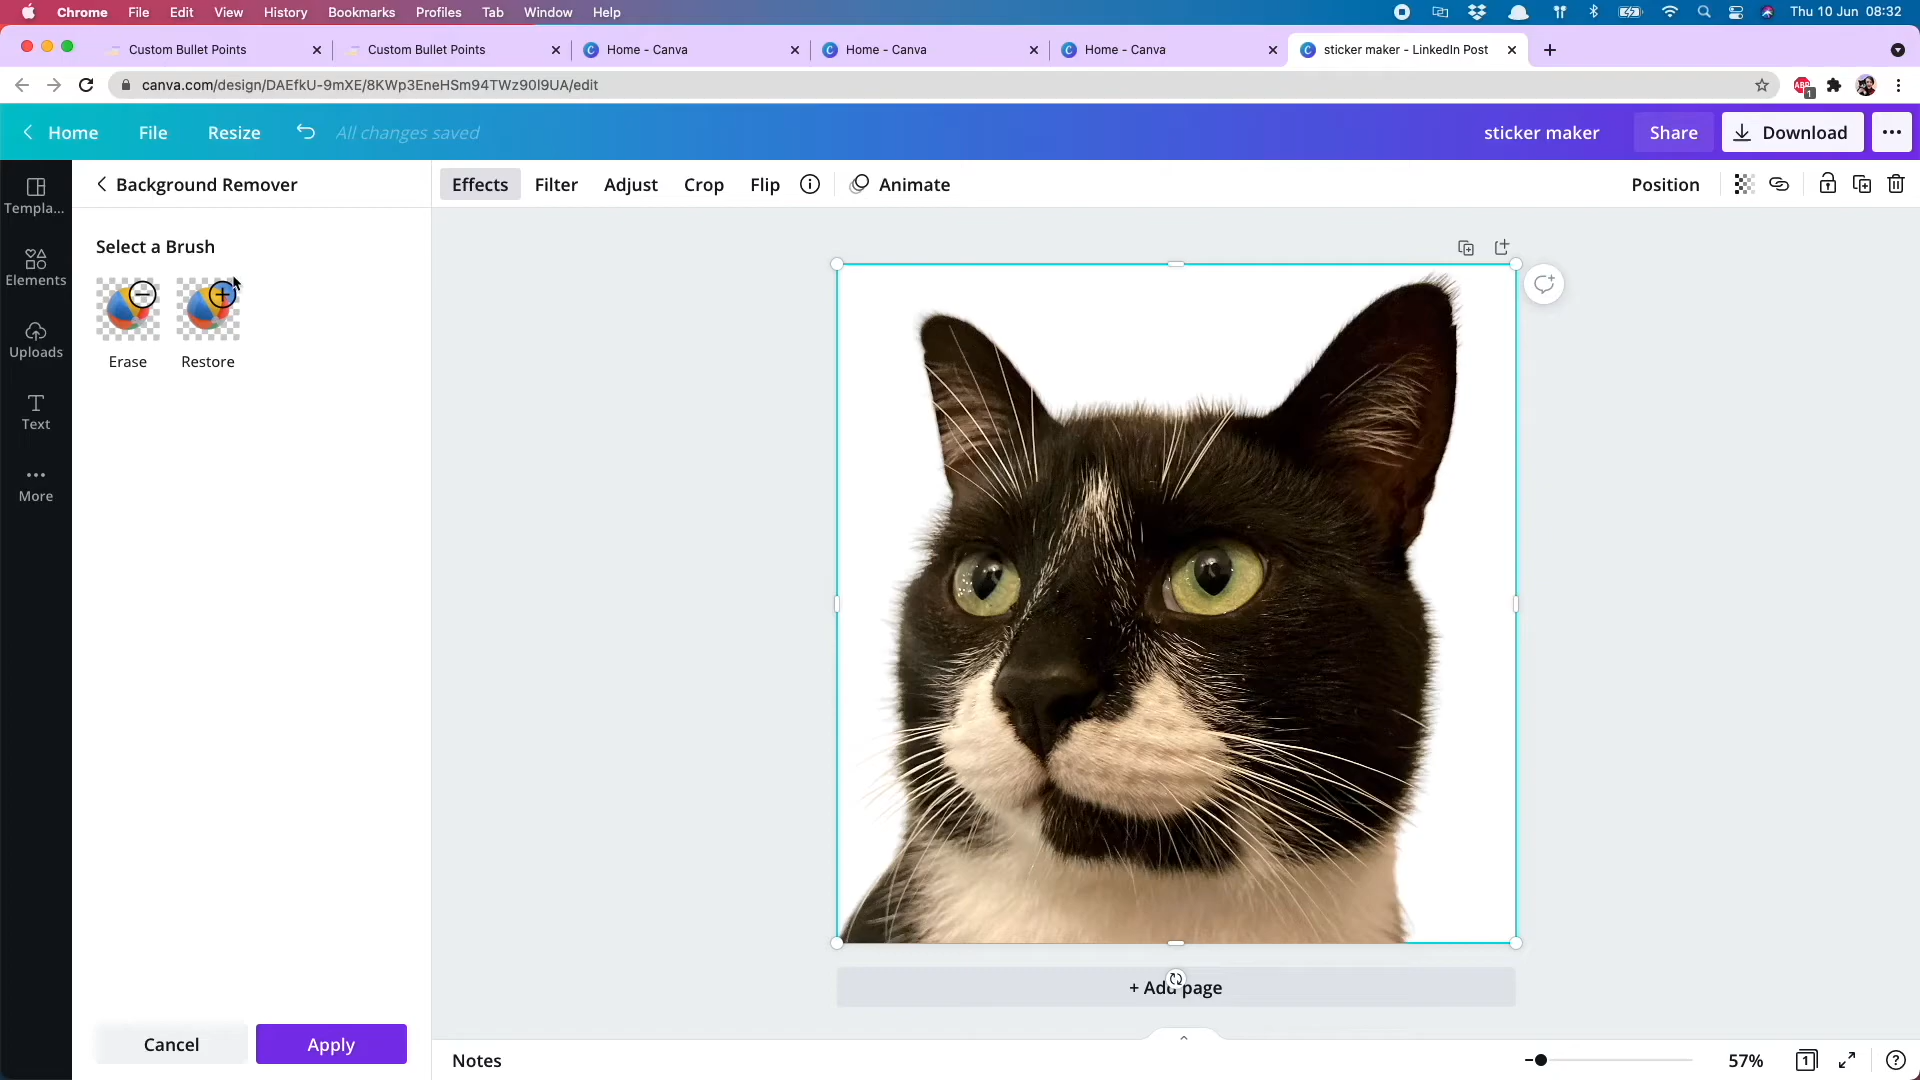 Chrome File Edit View History Bookmarks Profiles Tab Window Help Thu 10 Jun 08:32
Custom Bullet Points Custom Bullet Points Home - Canva Home - Canva Home - Canva sticker maker - LinkedIn Post
canva.com/design/DAEfkU-9mXE/8KWp3EneHSm94TWz90l9UA/edit ABP 1
Home File Resize All changes saved sticker maker Share Download
Background Remover Effects Filter Adjust Crop Flip Animate Position
Templa...
Elements
Uploads
Text
More
Select a Brush
Erase Restore
+ Add page
Cancel Apply
Notes 57% 1